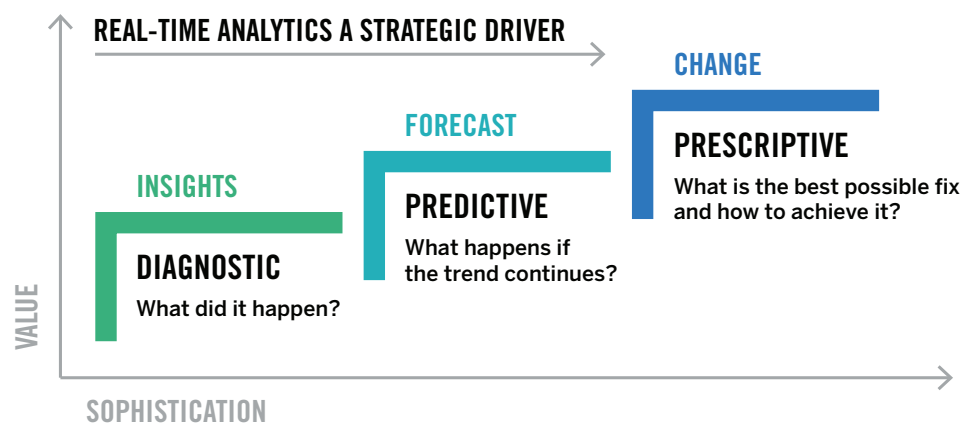 REAL-TIME ANALYTICS A STRATEGIC DRIVER
CHANGE
PRESCRIPTIVE
What is the best possible fix
and how to achieve it?
FORECAST
PREDICTIVE
What happens if
the trend continues?
INSIGHTS
DIAGNOSTIC
What did it happen?
VALUE
SOPHISTICATION